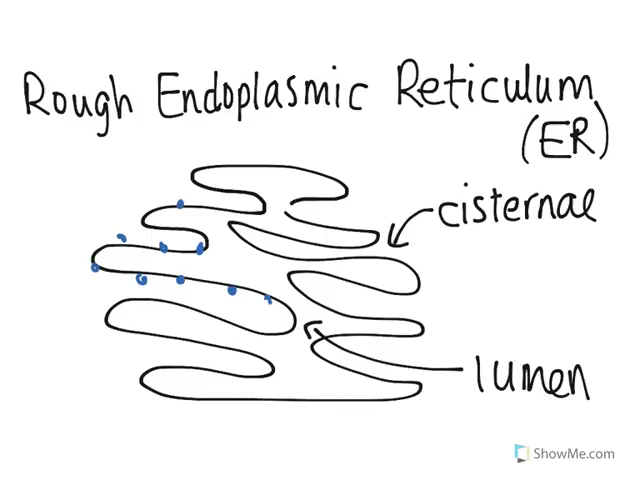 Rough Endoplasmic Reticulum
(ER)
cisternae
lumen
ShowMe.com